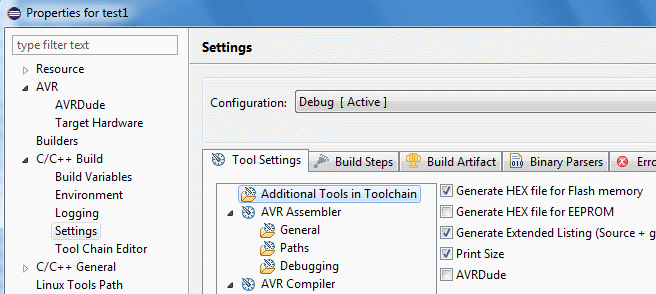 Properties for test1
type filter text
Resource
AVR
AVRDude
Target Hardware
Builders
C/C++ Build
Build Variables
Environment
Logging
Settings
Tool Chain Editor
C/C++ General
Linux Tools Path
Settings
Configuration: Debug [ Active ]
Tool Settings Build Steps Build Artifact Binary Parsers Erro
Additional Tools in Toolchain
AVR Assembler
General
Paths
Debugging
AVR Compiler
Generate HEX file for Flash memory
Generate HEX file for EEPROM
Generate Extended Listing (Source + g
Print Size
AVRDude